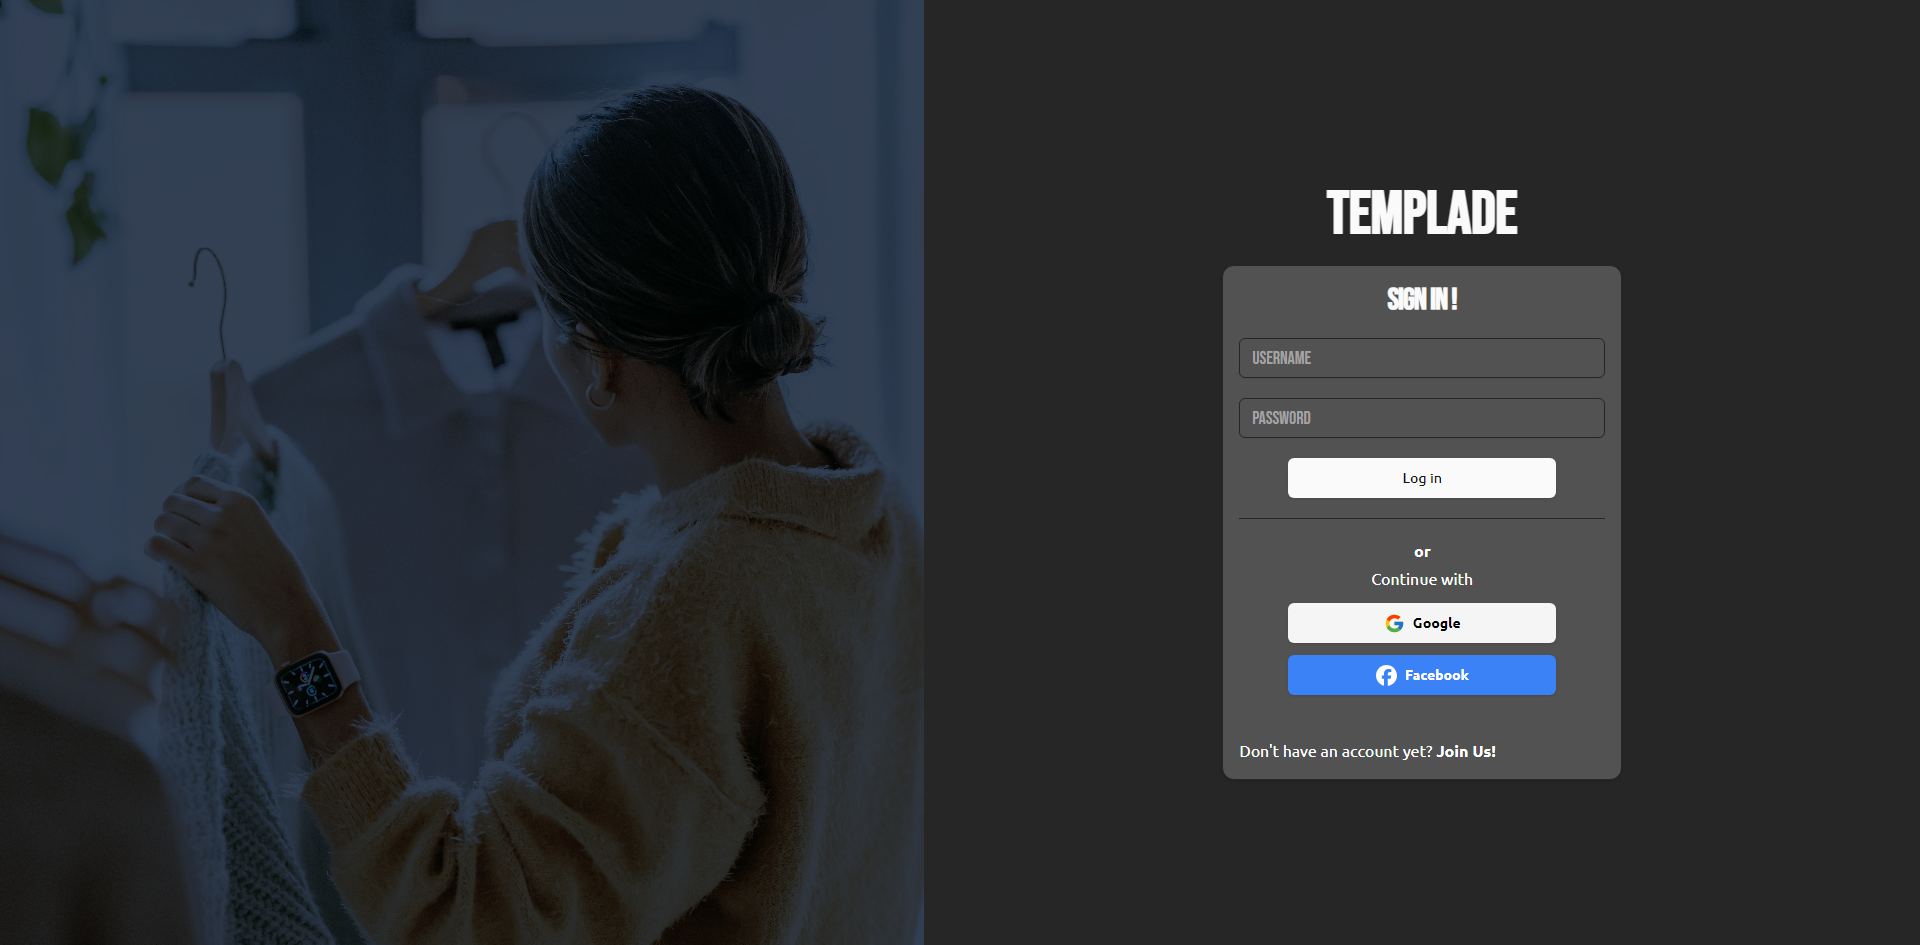 TEMPLADE
SIGN IN !
USERNAME
PASSWORD
Log in
or
Continue with
Google
Facebook
Don't have an account yet? Join Us!